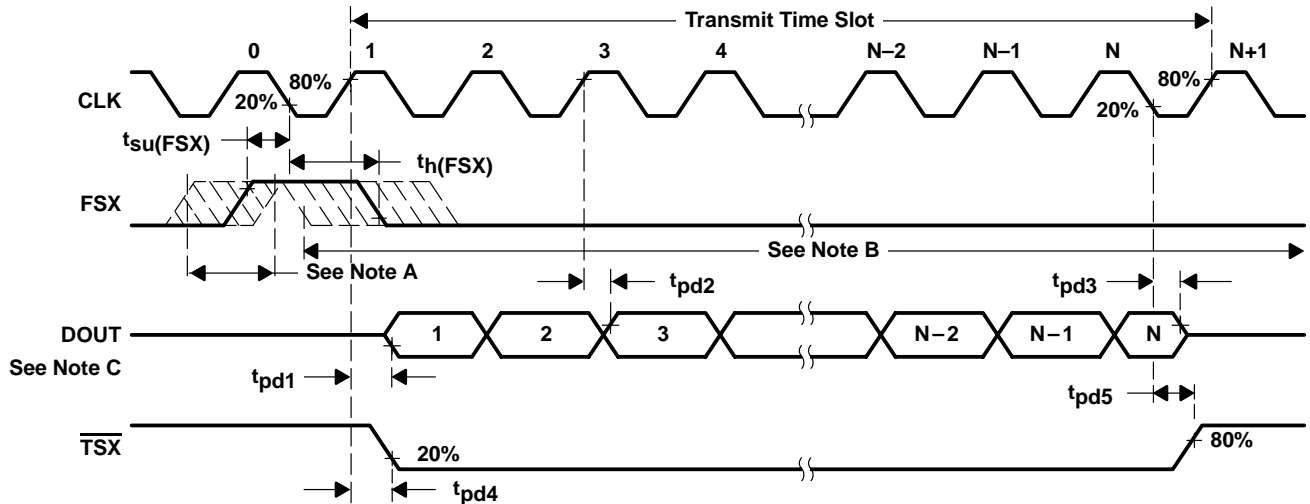 Transmit Time Slot
0 1 2 3 4 N–2 N–1 N N+1
80% 80%
CLK 20% 20%
tsu(FSX)
th(FSX)
FSX
See Note A See Note B
tpd2 tpd3
DOUT 1 2 3 N–2 N–1 N
See Note C
tpd1 tpd5
TSX 20% 80%
tpd4